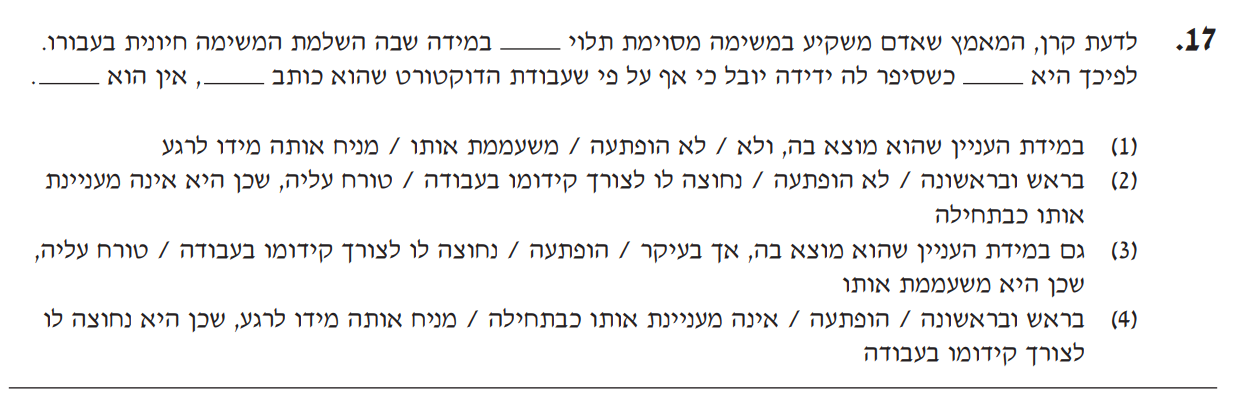 17. לדעת קרן, המאמץ שאדם משקיע במשימה מסוימת תלוי _____ במידה שבה השלמת המשימה חיונית בעבורו.
לפיכך היא _____ כשסיפר לה ידידה יובל כי אף על פי שעבודת הדוקטורט שהוא כותב _____, אין הוא _____.
(1) במידת העניין שהוא מוצא בה, ולא / לא הופתעה / משעממת אותו / מניח אותה מידו לרגע
(2) בראש ובראשונה / לא הופתעה / נחוצה לו לצורך קידומו בעבודה / טורח עליה, שכן היא אינה מעניינת
אותו כבתחילה
(3) גם במידת העניין שהוא מוצא בה, אך בעיקר / הופתעה / נחוצה לו לצורך קידומו בעבודה / טורח עליה,
שכן היא משעממת אותו
(4) בראש ובראשונה / הופתעה / אינה מעניינת אותו כבתחילה / מניח אותה מידו לרגע, שכן היא נחוצה לו
לצורך קידומו בעבודה